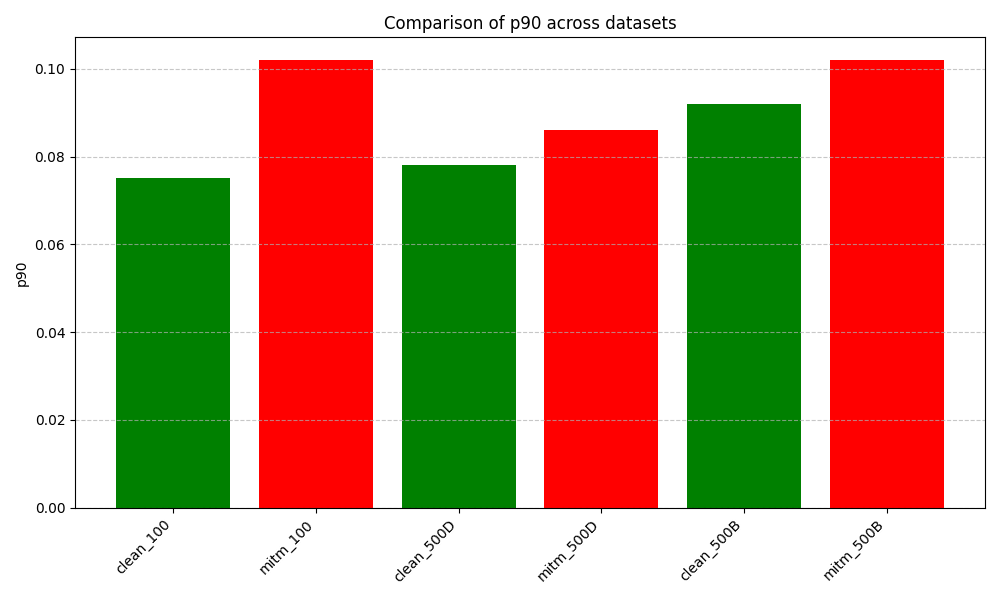 Comparison of p90 across datasets
p90
0.10
0.08
0.06
0.04
0.02
0.00
clean_100
mitm_100
clean_500D
mitm_500D
clean_500B
mitm_500B